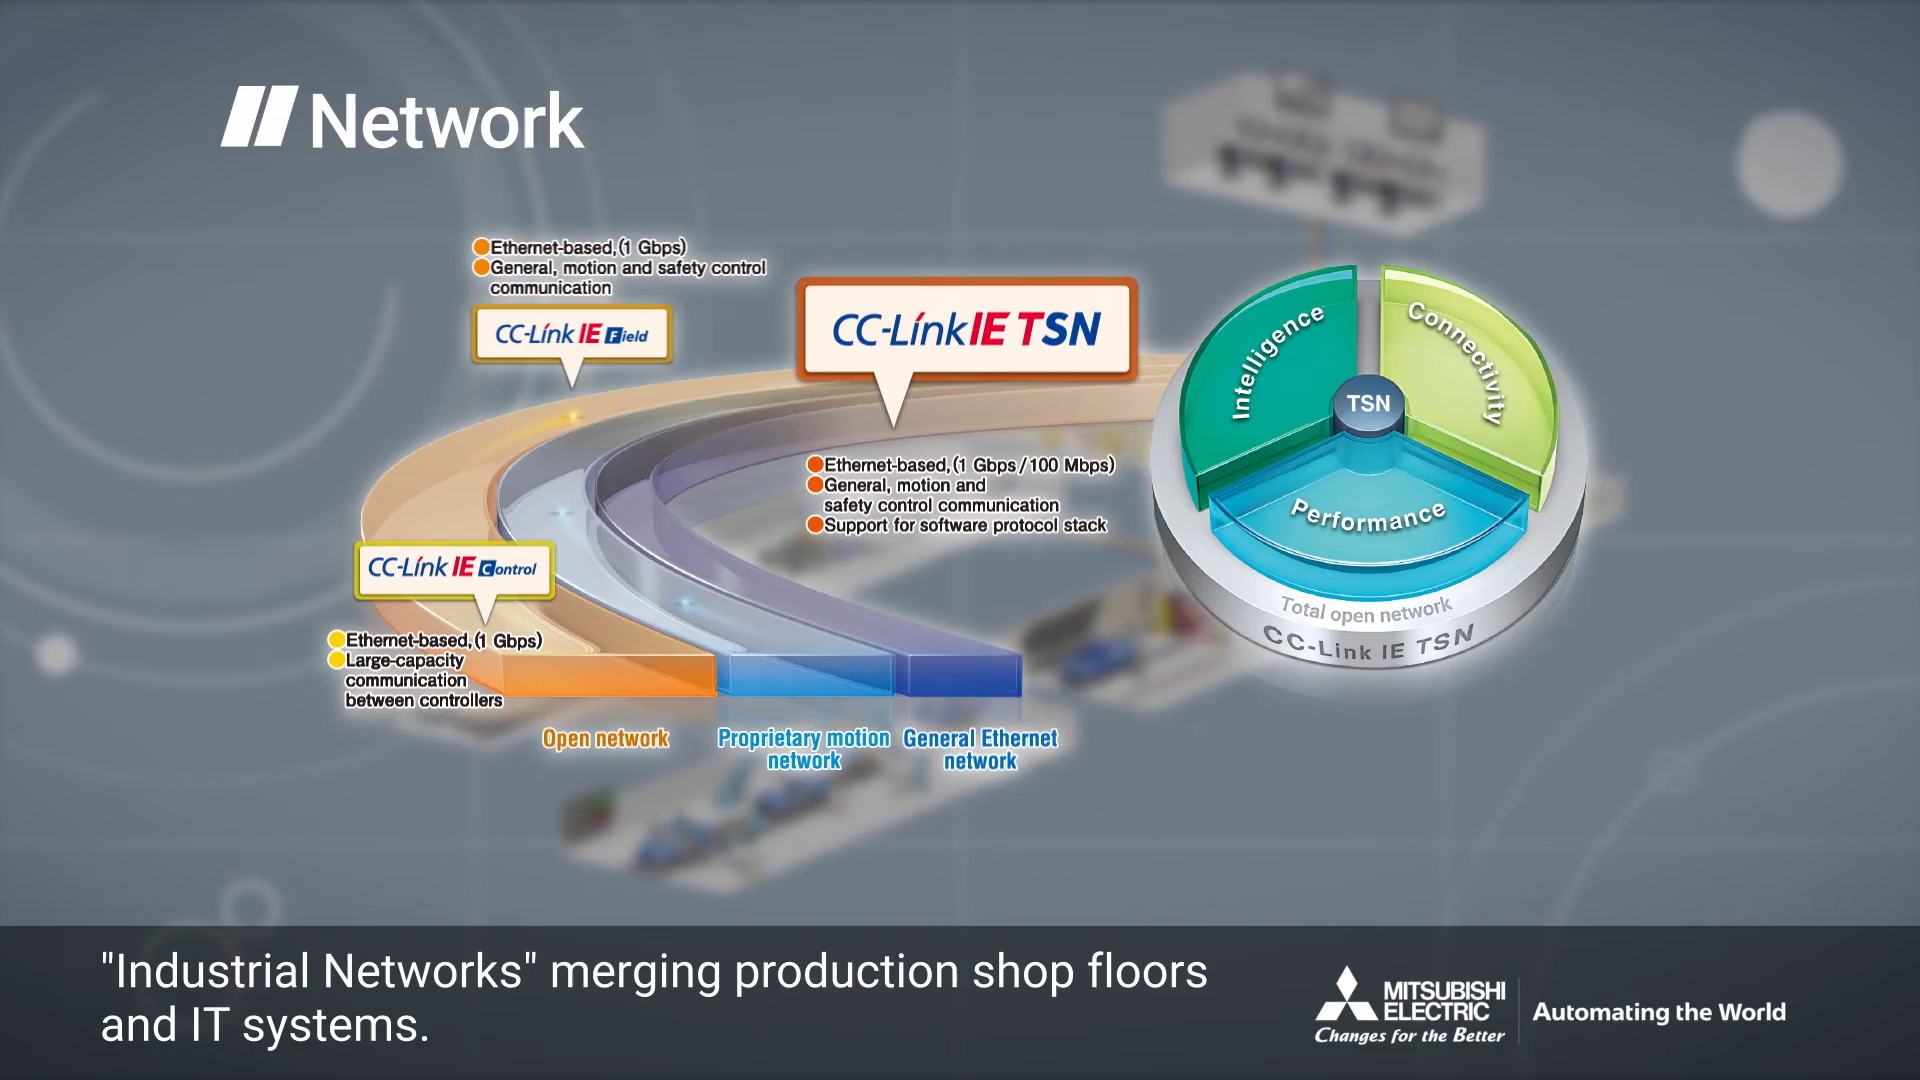 Network
Ethernet-based, (1 Gbps)
General, motion and safety control
communication
CC-Link IE Field
CC-Link IE TSN
Ethernet-based, (1 Gbps / 100 Mbps)
General, motion and
safety control communication
Support for software protocol stack
CC-Link IE Control
Ethernet-based, (1 Gbps)
Large-capacity
communication
between controllers
Open network
Proprietary motion
network
General Ethernet
network
Intelligence
Connectivity
TSN
Performance
Total open network
CC-Link IE TSN
"Industrial Networks" merging production shop floors
and IT systems.
MITSUBISHI
ELECTRIC
Changes for the Better
Automating the World